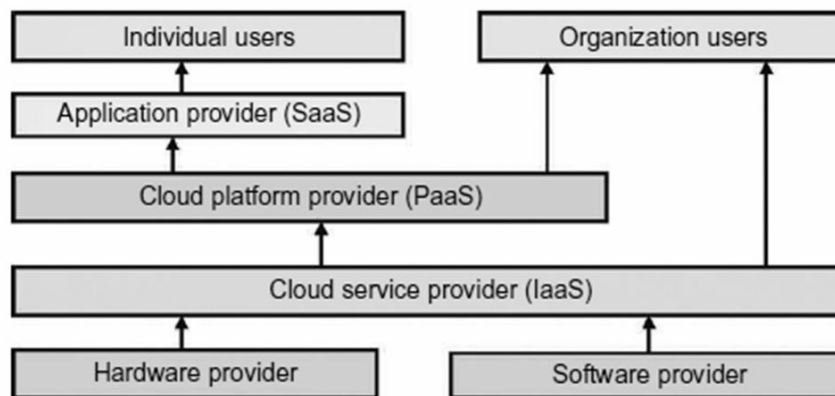 Individual users
Organization users
Application provider (SaaS)
Cloud platform provider (PaaS)
Cloud service provider (IaaS)
Hardware provider
Software provider